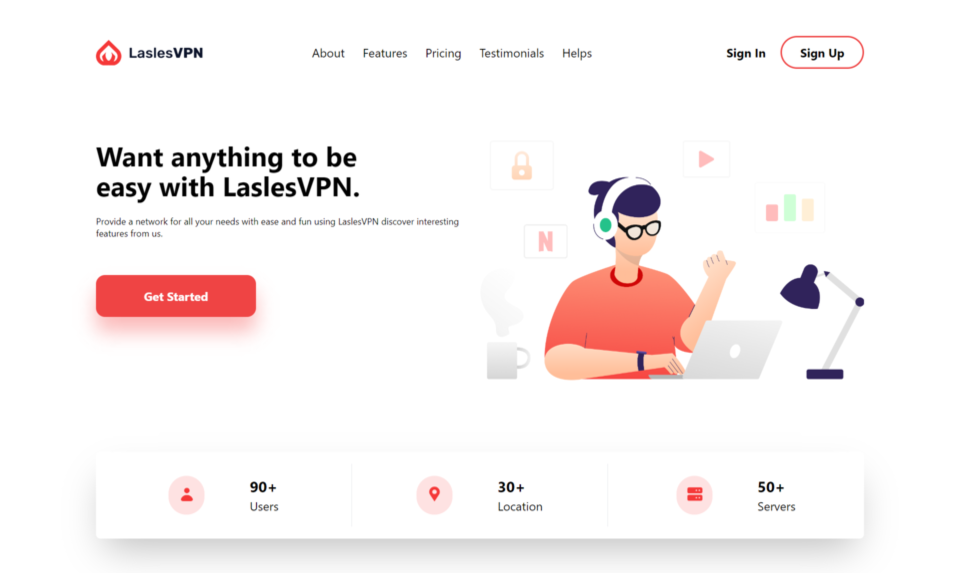 LaslesVPN
About
Features
Pricing
Testimonials
Helps
Sign In
Sign Up
Want anything to be
easy with LaslesVPN.
Provide a network for all your needs with ease and fun using LaslesVPN discover interesting
features from us.
Get Started
N
90+
Users
30+
Location
50+
Servers